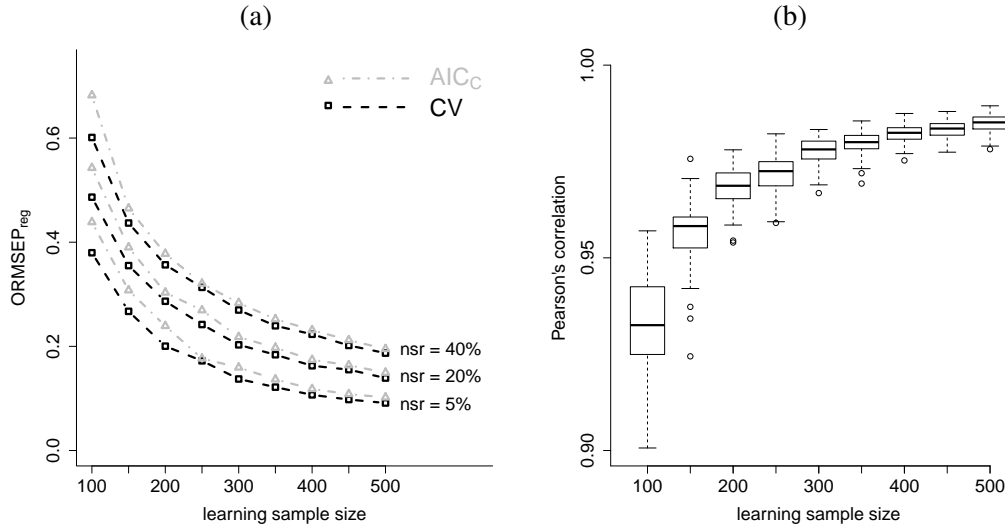 (a)
ORMSEP_reg
0.0
0.2
0.4
0.6
AIC_C
CV
nsr = 40%
nsr = 20%
nsr = 5%
100
200
300
400
500
learning sample size
(b)
Pearson's correlation
0.90
0.95
1.00
100
200
300
400
500
learning sample size